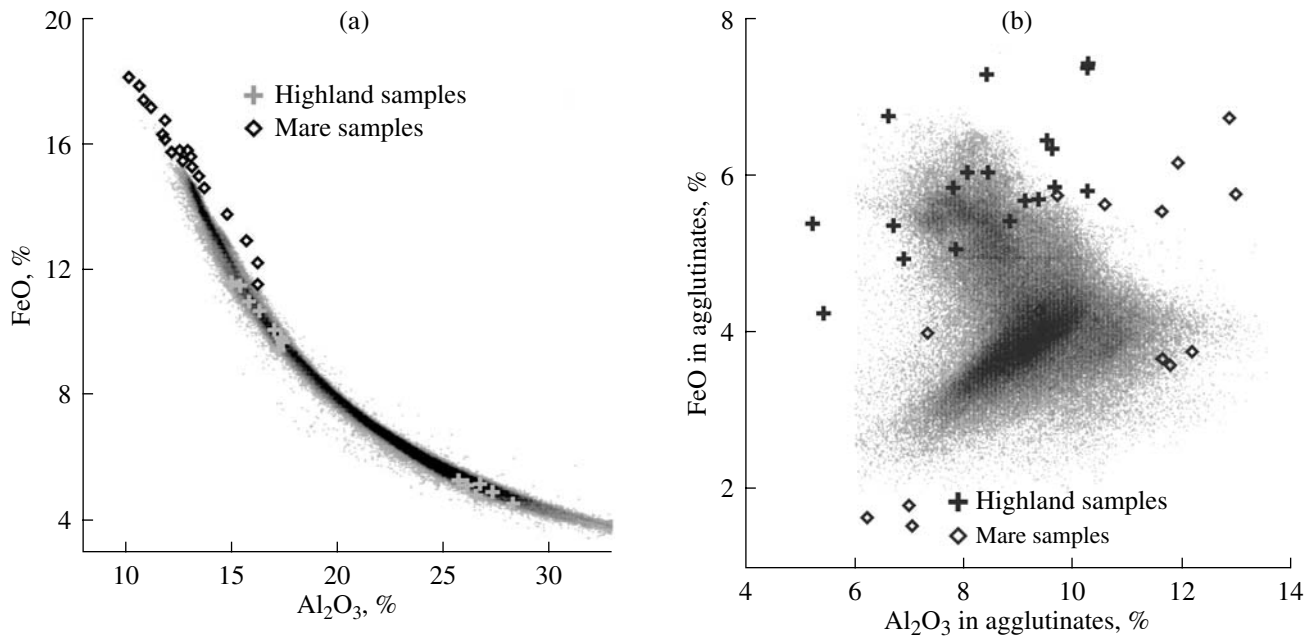 (a)
20
16
12
8
4
FeO, %
Highland samples
Mare samples
10 15 20 25 30
Al₂O₃, %
(b)
8
6
4
2
FeO in agglutinates, %
Highland samples
Mare samples
4 6 8 10 12 14
Al₂O₃ in agglutinates, %